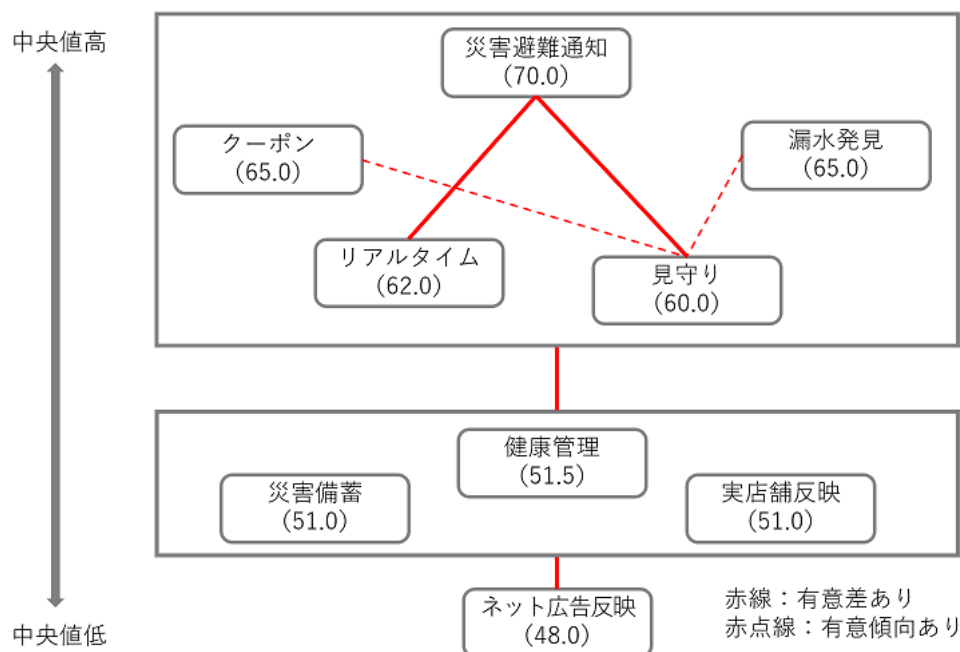 中央値高
災害避難通知
(70.0)
クーポン
(65.0)
漏水発見
(65.0)
リアルタイム
(62.0)
見守り
(60.0)
健康管理
(51.5)
災害備蓄
(51.0)
実店舗反映
(51.0)
ネット広告反映
(48.0)
中央値低
赤線：有意差あり
赤点線：有意傾向あり